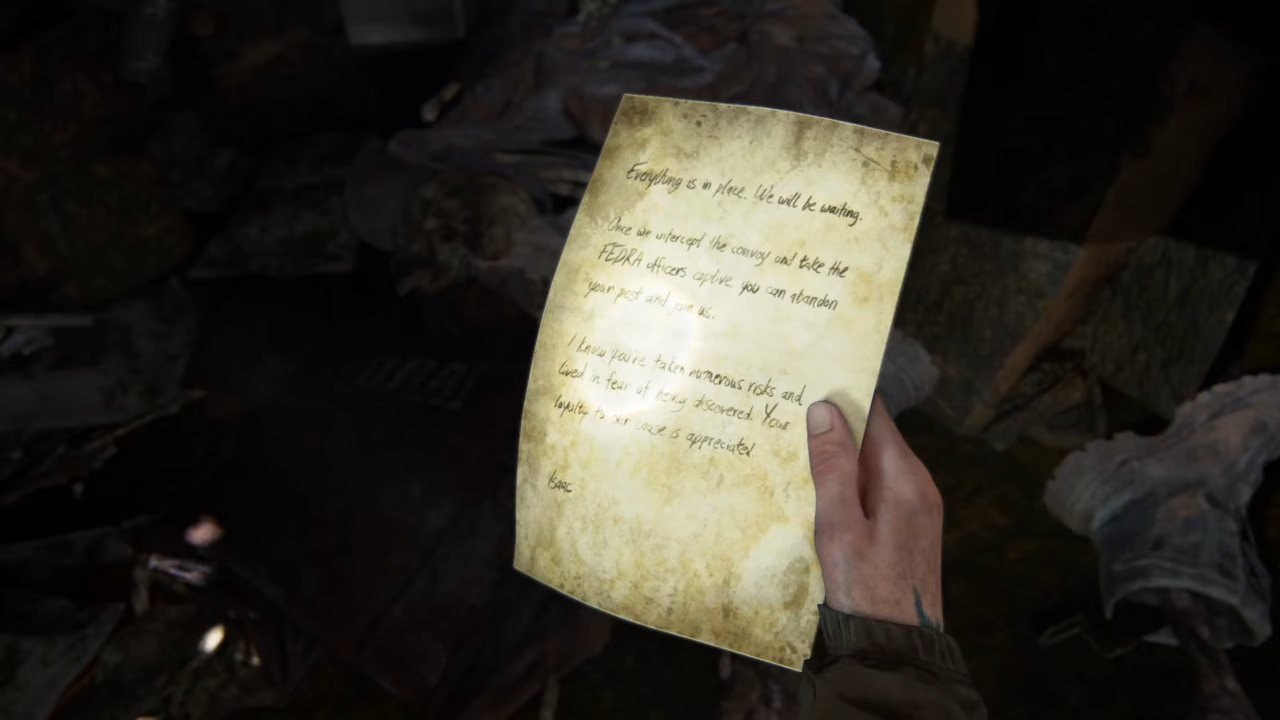 Everything is in place. We will be waiting.
Once we intercept the convoy and take the
FEDRA officers captive you can abandon
your post and join us.
I know you're taken numerous risks and
lived in fear of being discovered. Your
loyalty to our cause is appreciated.
Isaac